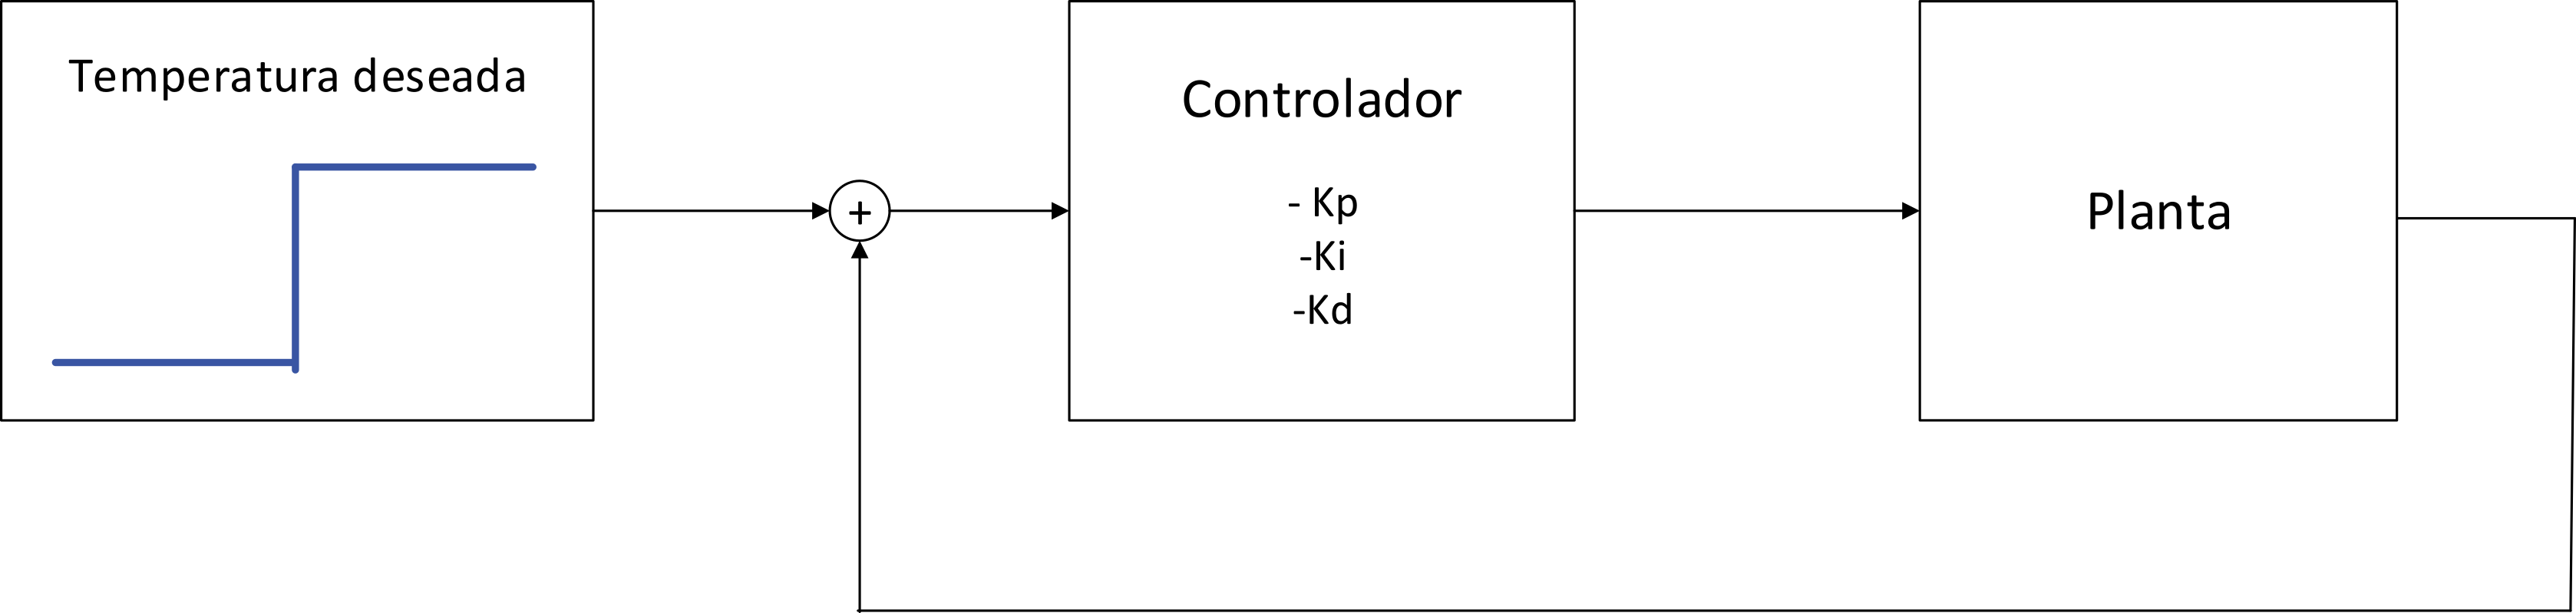 Temperatura deseada
+
Controlador
- Kp
-Ki
-Kd
Planta